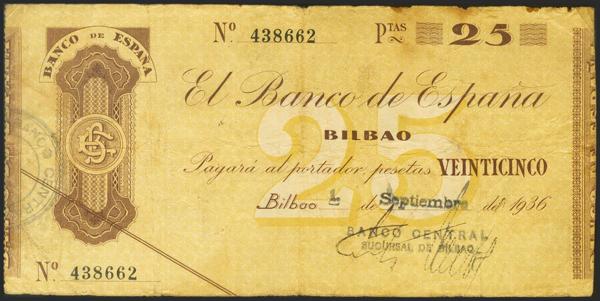 BANCO DE ESPAÑA
Nº 438662
PTAS 25
El Banco de España
BILBAO
25
Pagará al portador pesetas VEINTICINCO
Bilbao 1 de Septiembre de 1936
BANCO CENTRAL
SUCURSAL DE BILBAO
Nº 438662